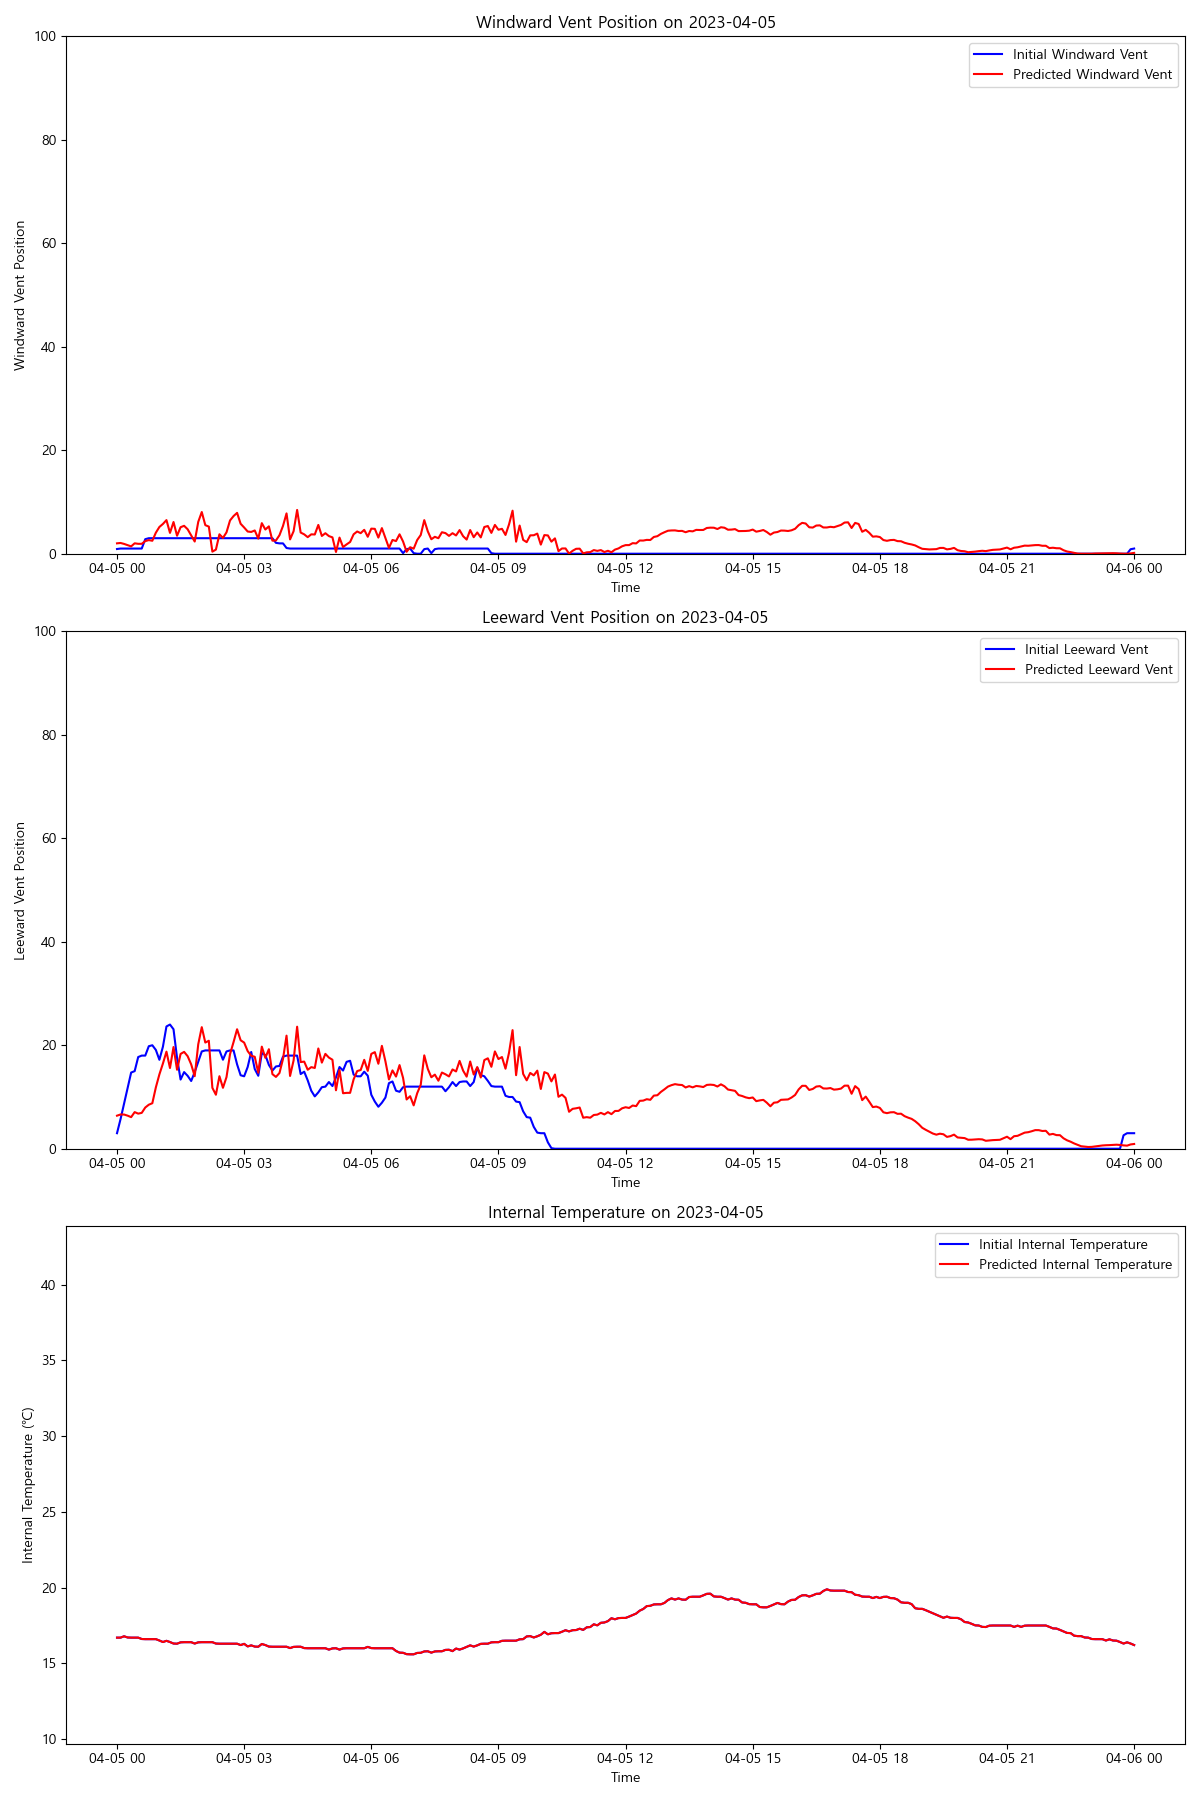 Windward Vent Position on 2023-04-05
Initial Windward Vent
Predicted Windward Vent
Windward Vent Position
100
80
60
40
20
0
04-05 00 04-05 03 04-05 06 04-05 09 04-05 12 04-05 15 04-05 18 04-05 21 04-06 00
Time
Leeward Vent Position on 2023-04-05
Initial Leeward Vent
Predicted Leeward Vent
Leeward Vent Position
100
80
60
40
20
0
04-05 00 04-05 03 04-05 06 04-05 09 04-05 12 04-05 15 04-05 18 04-05 21 04-06 00
Time
Internal Temperature on 2023-04-05
Initial Internal Temperature
Predicted Internal Temperature
Internal Temperature (℃)
40
35
30
25
20
15
10
04-05 00 04-05 03 04-05 06 04-05 09 04-05 12 04-05 15 04-05 18 04-05 21 04-06 00
Time